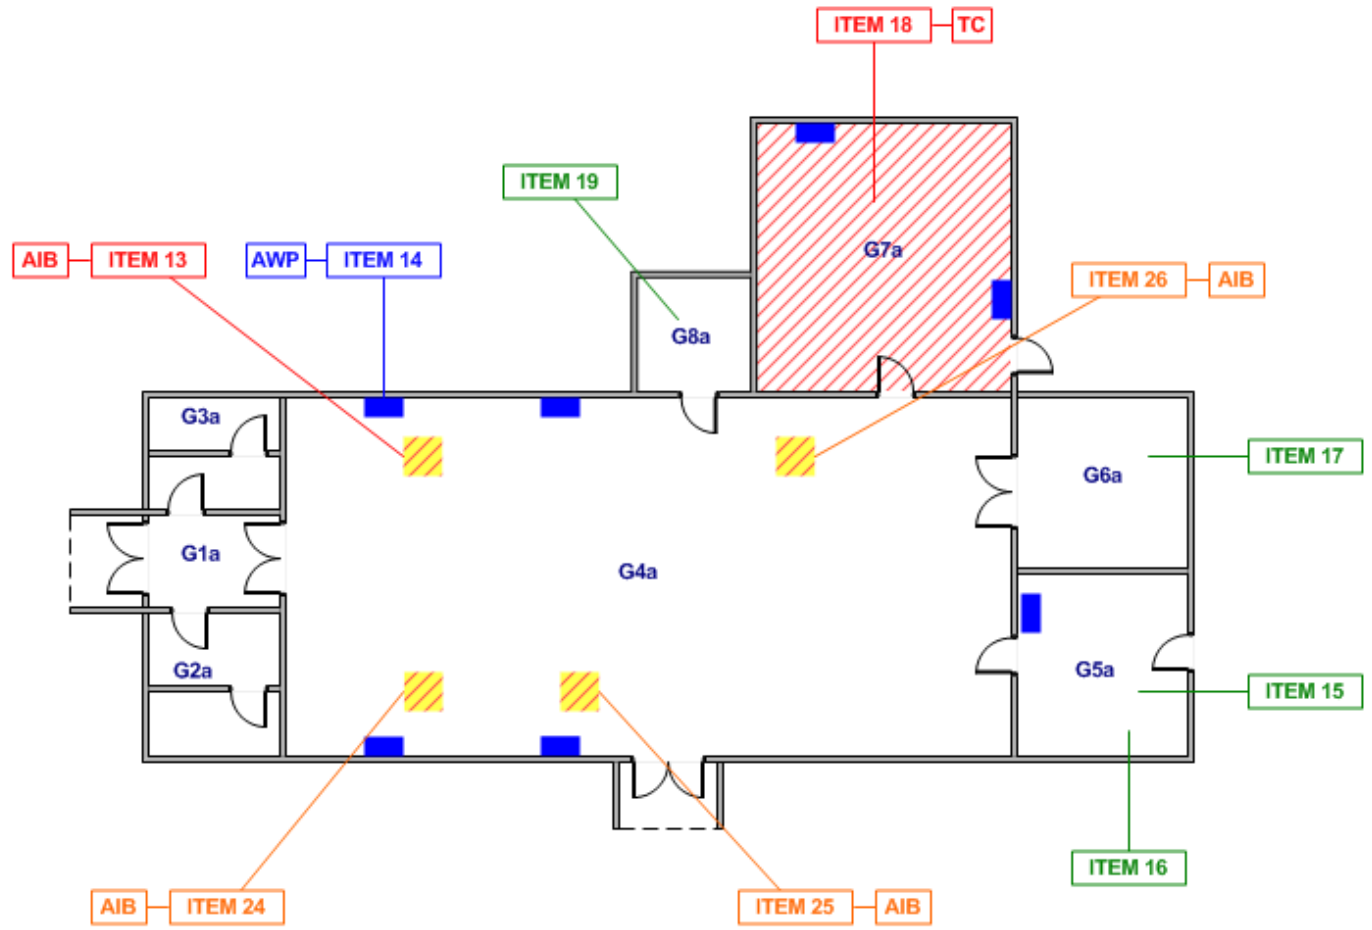 ITEM 18 TC
ITEM 19
AIB ITEM 13 AWP ITEM 14
G7a
ITEM 26 AIB
G8a
G3a
ITEM 17
G6a
G1a
G4a
G2a
G5a
ITEM 15
ITEM 16
AIB ITEM 24
ITEM 25 AIB